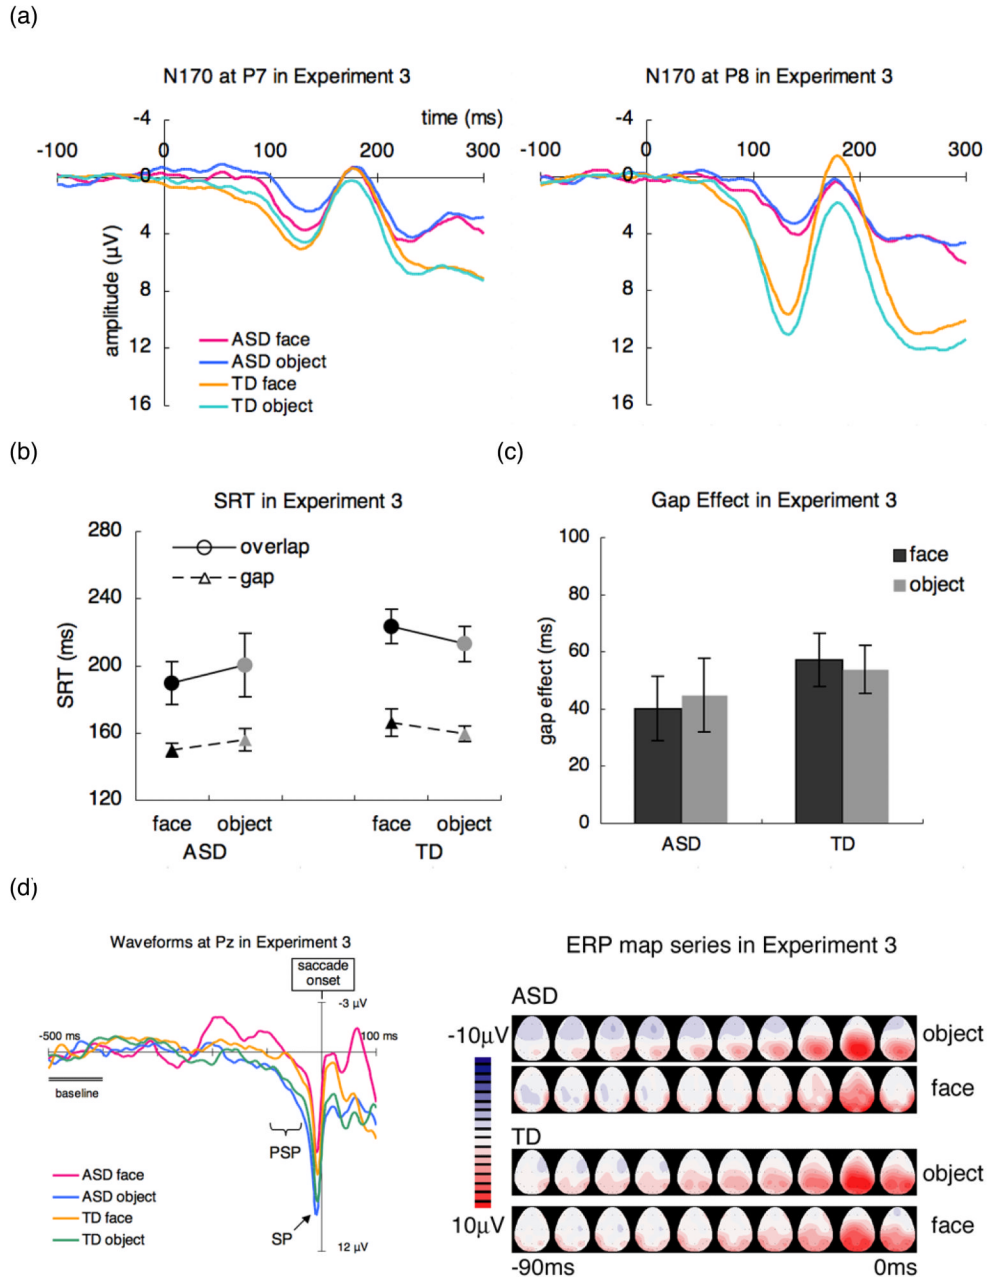 (a)
N170 at P7 in Experiment 3
N170 at P8 in Experiment 3
-4
time (ms)
-4
-100 0 100 200 300
-100 0 100 200 300
0
0
4
4
8
8
12
12
16
16
amplitude (µV)
ASD face
ASD object
TD face
TD object
(b)
(c)
SRT in Experiment 3
280
240
200
160
120
SRT (ms)
overlap
gap
face object face object
ASD TD
Gap Effect in Experiment 3
100
80
60
40
20
0
gap effect (ms)
face
object
ASD TD
(d)
Waveforms at Pz in Experiment 3
saccade
onset
-3 µV
-500 ms
100 ms
baseline
PSP
SP
12 µV
ASD face
ASD object
TD face
TD object
ERP map series in Experiment 3
ASD
-10µV
object
face
TD
object
10µV
face
-90ms 0ms